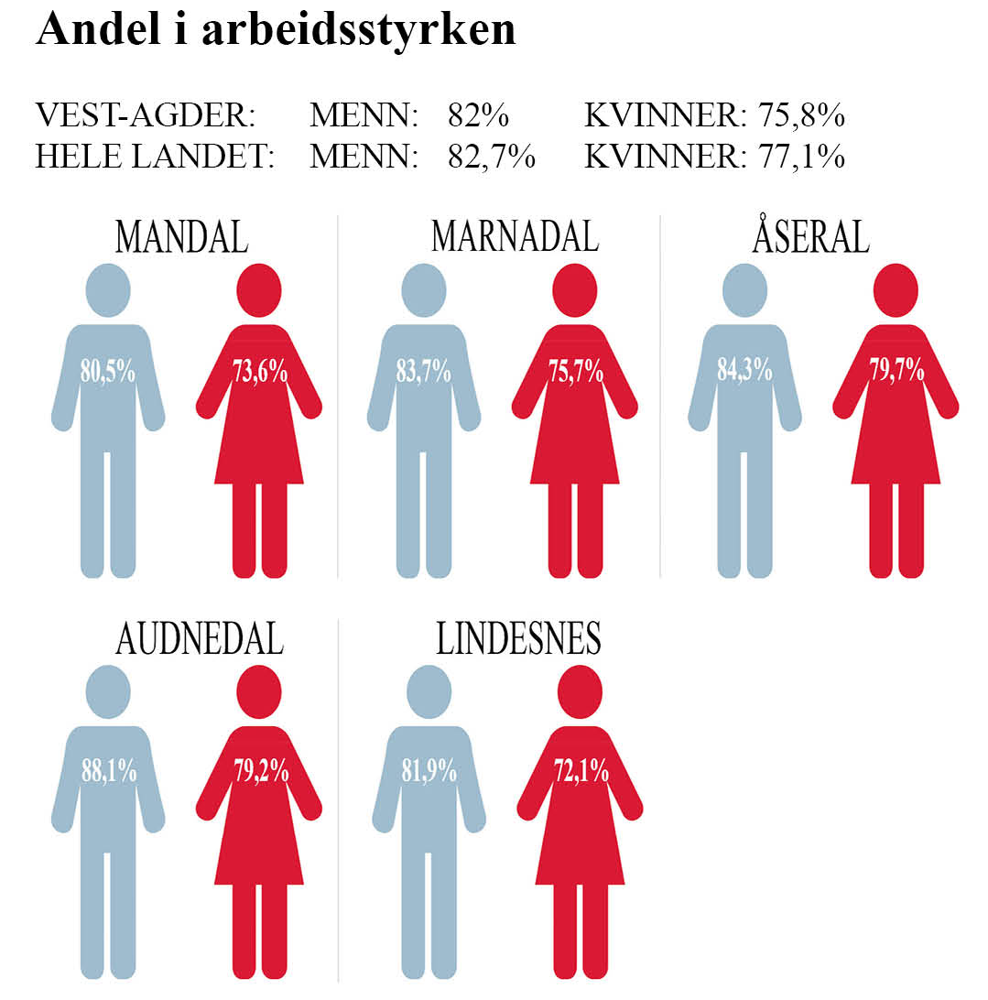 Andel i arbeidsstyrken
VEST-AGDER: MENN: 82% KVINNER: 75,8%
HELE LANDET: MENN: 82,7% KVINNER: 77,1%
MANDAL MARNADAL ÅSERAL
80,5% 73,6% 83,7% 75,7% 84,3% 79,7%
AUDNEDAL LINDESNES
88,1% 79,2% 81,9% 72,1%